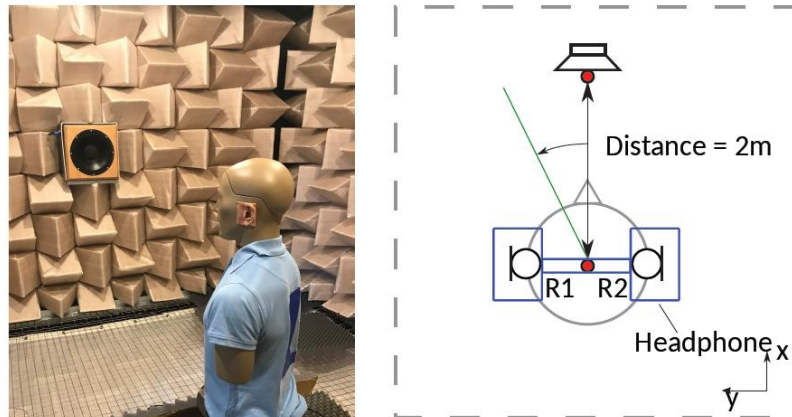 Distance = 2m
R1 R2
Headphone
x
y